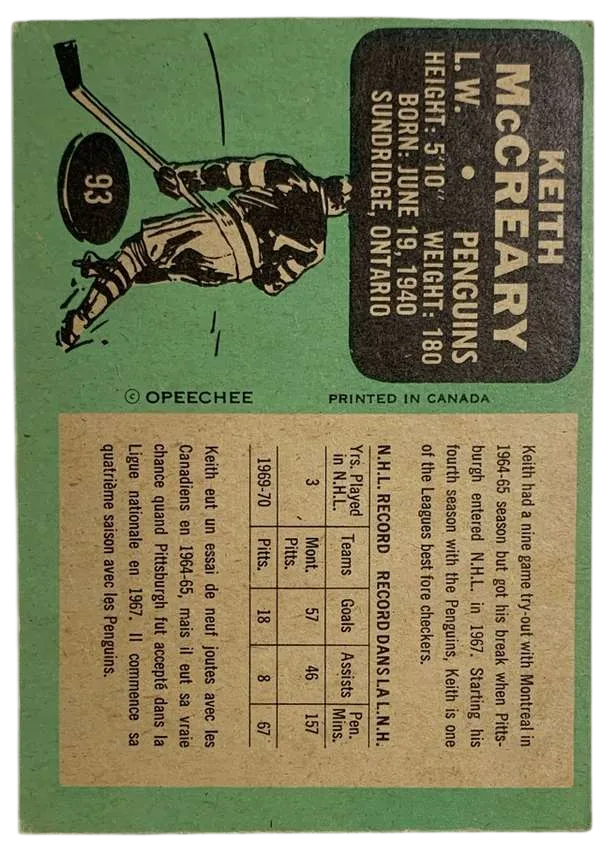 KEITH
McCREARY
L. W. • PENGUINS
HEIGHT: 5'10" WEIGHT: 180
BORN: JUNE 19, 1940
SUNDRIDGE, ONTARIO
93
© OPEECHEE PRINTED IN CANADA
Keith had a nine game try-out with Montreal in
1964-65 season but got his break when Pitts-
burgh entered N.H.L. in 1967. Starting his
fourth season with the Penguins, Keith is one
of the Leagues best fore checkers.
N.H.L. RECORD RECORD DANS LA L.N.H.
Yrs. Played in N.H.L. Teams Goals Assists Pen. Mins.
3 Mont. Pitts. 57 46 157
1969-70 Pitts. 18 8 67
Keith eut un essai de neuf joutes avec les
Canadiens en 1964-65, mais il eut sa vraie
chance quand Pittsburgh fut accepté dans la
Ligue nationale en 1967. Il commence sa
quatrième saison avec les Penguins.